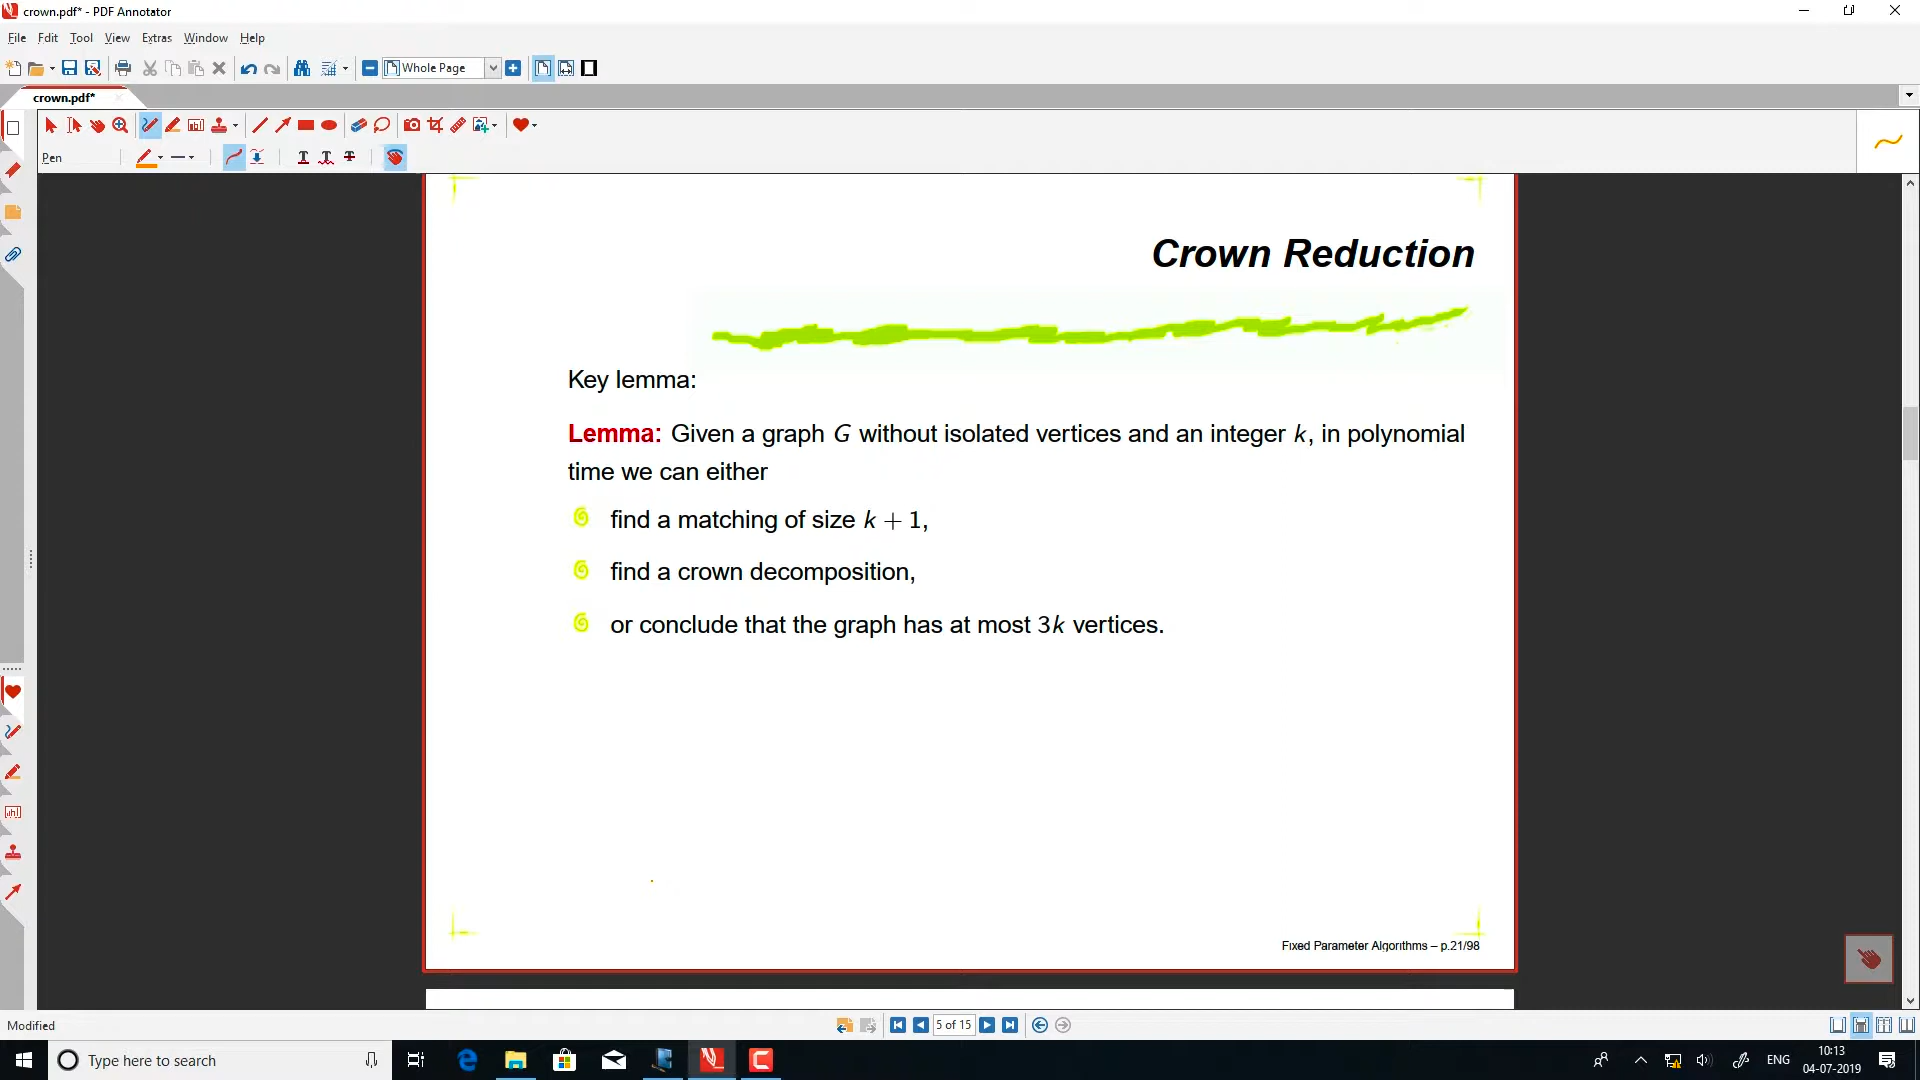 crown.pdf* - PDF Annotator
File Edit Tool View Extras Window Help
Whole Page
crown.pdf*
Pen
Crown Reduction
Key lemma:
Lemma: Given a graph G without isolated vertices and an integer k, in polynomial
time we can either
find a matching of size k + 1,
find a crown decomposition,
or conclude that the graph has at most 3k vertices.
Fixed Parameter Algorithms – p.21/98
Modified
5 of 15
Type here to search
ENG
10:13
04-07-2019